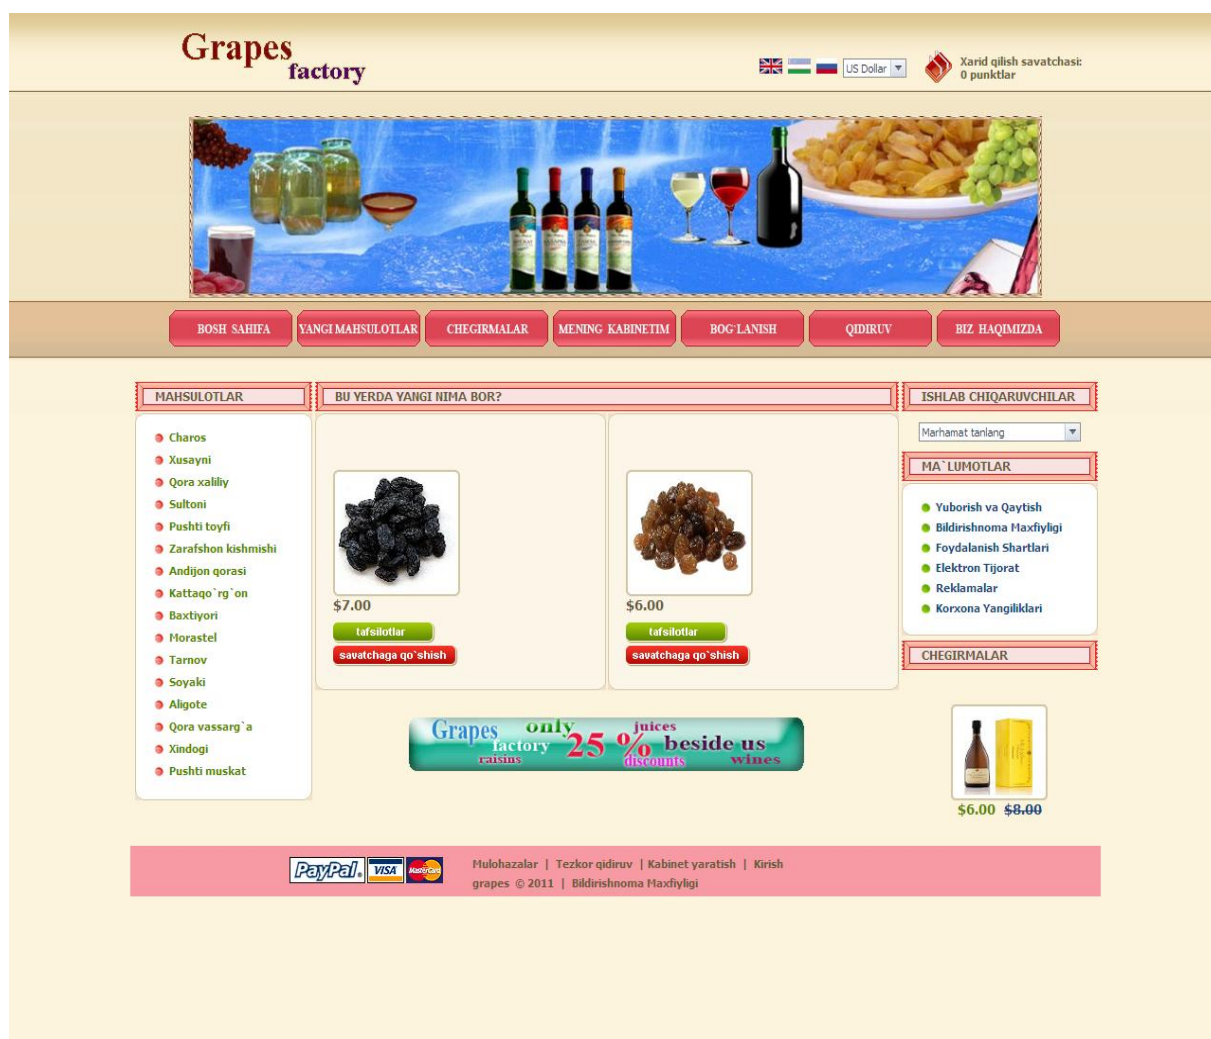 Grapes
factory
US Dollar
Xarid qilish savatchasi:
0 punktlar
BOSH SAHIFA
YANGI MAHSULOTLAR
CHEGIRMALAR
MENING KABINETIM
BOG`LANISH
QIDIRUV
BIZ HAQIMIZDA
MAHSULOTLAR
Charos
Xusayni
Qora xaliliy
Sultoni
Pushti toyfi
Zarafshon kishmishi
Andijon qorasi
Kattaqo`rg`on
Baxtiyori
Morastel
Tarnov
Soyaki
Aligote
Qora vassarg`a
Xindogi
Pushti muskat
BU YERDA YANGI NIMA BOR?
$7.00
tafsilotlar
savatchaga qo`shish
$6.00
tafsilotlar
savatchaga qo`shish
Grapes only juices
factory 25 % beside us
raisins discounts wines
ISHLAB CHIQARUVCHILAR
Marhamat tanlang
MA`LUMOTLAR
Yuborish va Qaytish
Bildirishnoma Maxfiyligi
Foydalanish Shartlari
Elektron Tijorat
Reklamalar
Korxona Yangiliklari
CHEGIRMALAR
$6.00 $8.00
PayPal VISA MasterCard
Mulohazalar | Tezkor qidiruv | Kabinet yaratish | Kirish
grapes © 2011 | Bildirishnoma Maxfiyligi